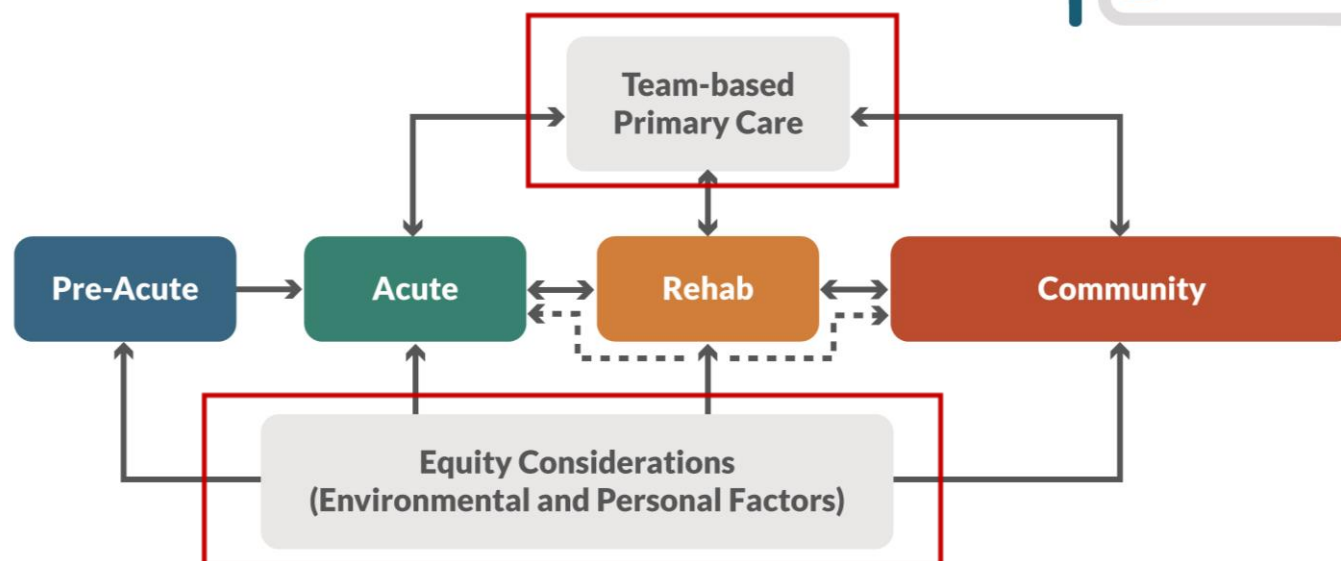 Team-based
Primary Care
Pre-Acute
Acute
Rehab
Community
Equity Considerations
(Environmental and Personal Factors)